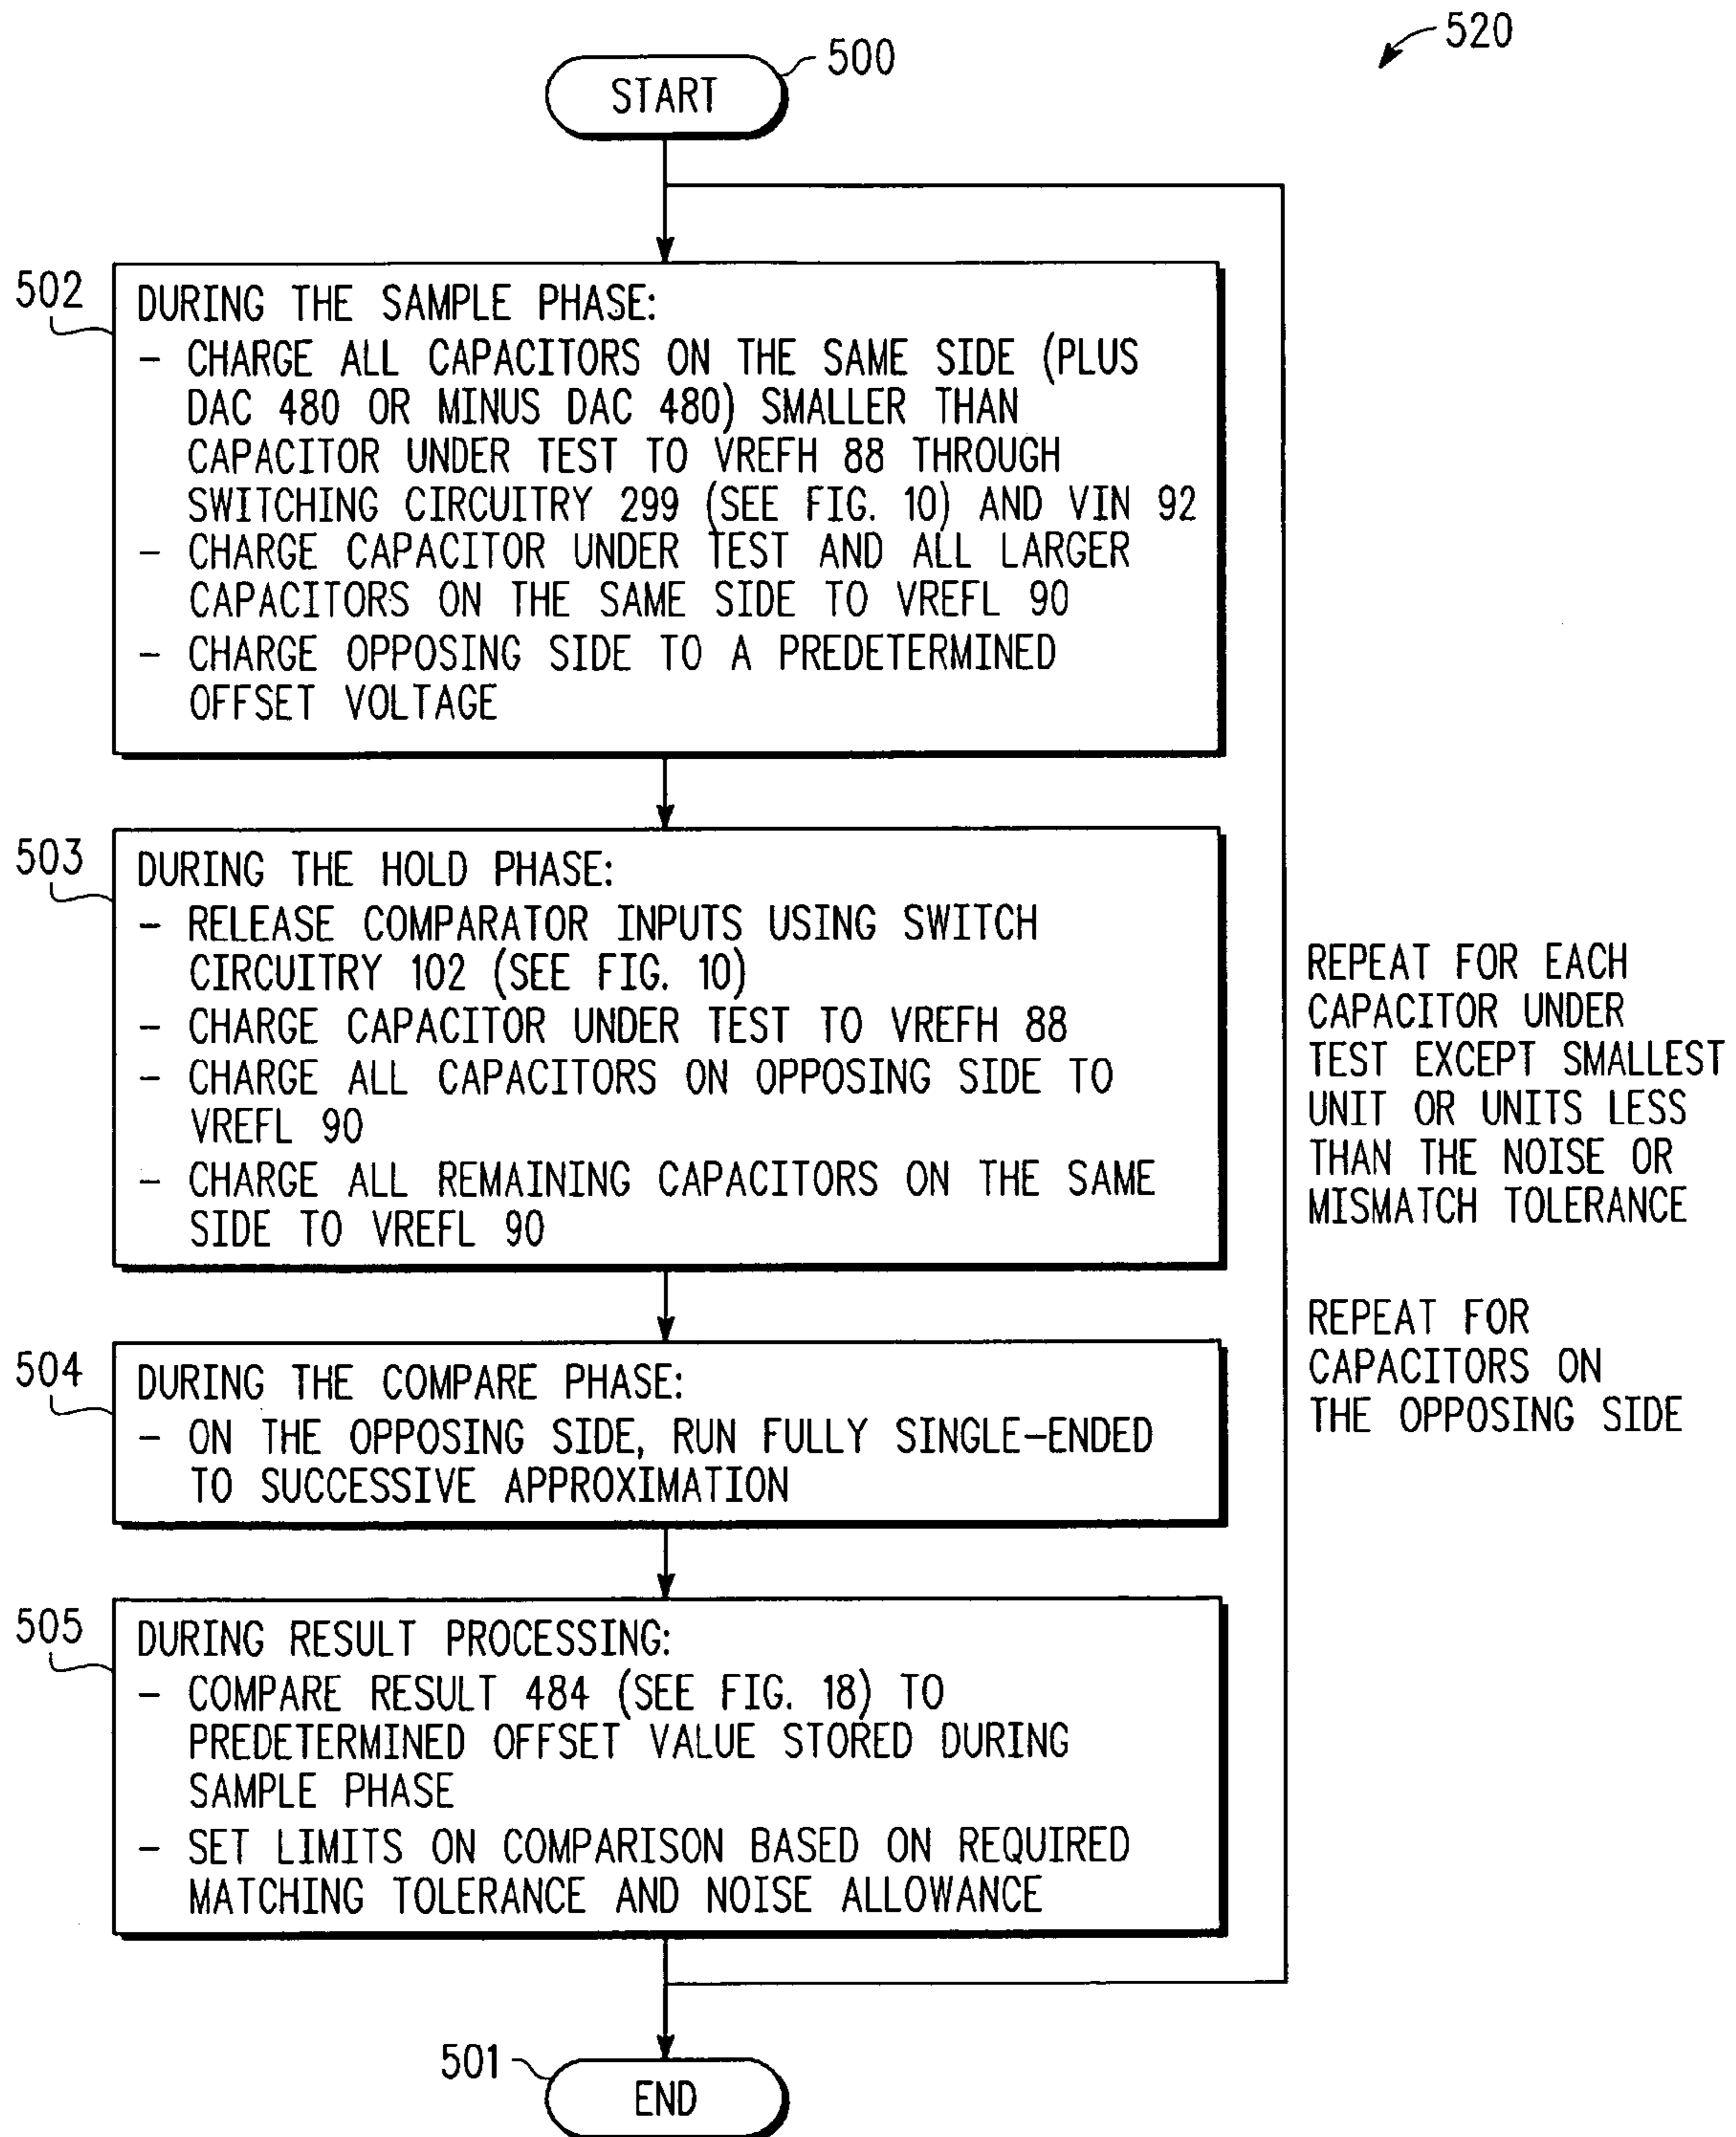 520
START
500
502
DURING THE SAMPLE PHASE:
- CHARGE ALL CAPACITORS ON THE SAME SIDE (PLUS
DAC 480 OR MINUS DAC 480) SMALLER THAN
CAPACITOR UNDER TEST TO VREFH 88 THROUGH
SWITCHING CIRCUITRY 299 (SEE FIG. 10) AND VIN 92
- CHARGE CAPACITOR UNDER TEST AND ALL LARGER
CAPACITORS ON THE SAME SIDE TO VREFL 90
- CHARGE OPPOSING SIDE TO A PREDETERMINED
OFFSET VOLTAGE
503
DURING THE HOLD PHASE:
- RELEASE COMPARATOR INPUTS USING SWITCH
CIRCUITRY 102 (SEE FIG. 10)
- CHARGE CAPACITOR UNDER TEST TO VREFH 88
- CHARGE ALL CAPACITORS ON OPPOSING SIDE TO
VREFL 90
- CHARGE ALL REMAINING CAPACITORS ON THE SAME
SIDE TO VREFL 90
REPEAT FOR EACH
CAPACITOR UNDER
TEST EXCEPT SMALLEST
UNIT OR UNITS LESS
THAN THE NOISE OR
MISMATCH TOLERANCE
REPEAT FOR
CAPACITORS ON
THE OPPOSING SIDE
504
DURING THE COMPARE PHASE:
- ON THE OPPOSING SIDE, RUN FULLY SINGLE-ENDED
TO SUCCESSIVE APPROXIMATION
505
DURING RESULT PROCESSING:
- COMPARE RESULT 484 (SEE FIG. 18) TO
PREDETERMINED OFFSET VALUE STORED DURING
SAMPLE PHASE
- SET LIMITS ON COMPARISON BASED ON REQUIRED
MATCHING TOLERANCE AND NOISE ALLOWANCE
501
END